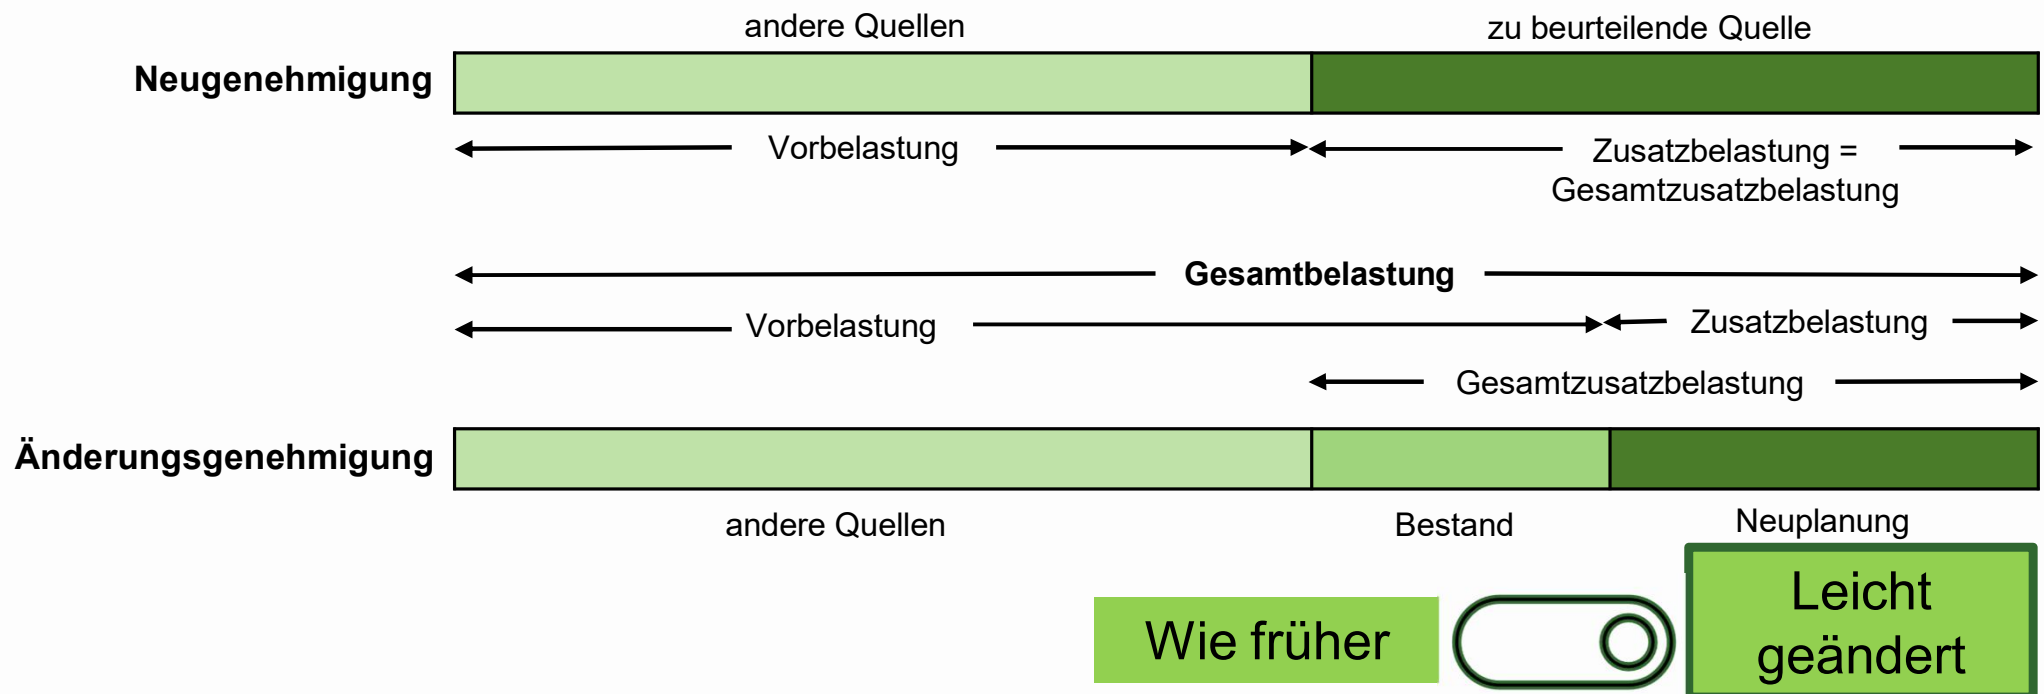 andere Quellen
zu beurteilende Quelle
Neugenehmigung
Vorbelastung
Zusatzbelastung =
Gesamtzusatzbelastung
Gesamtbelastung
Vorbelastung
Zusatzbelastung
Gesamtzusatzbelastung
Änderungsgenehmigung
andere Quellen
Bestand
Neuplanung
Wie früher
Leicht
geändert